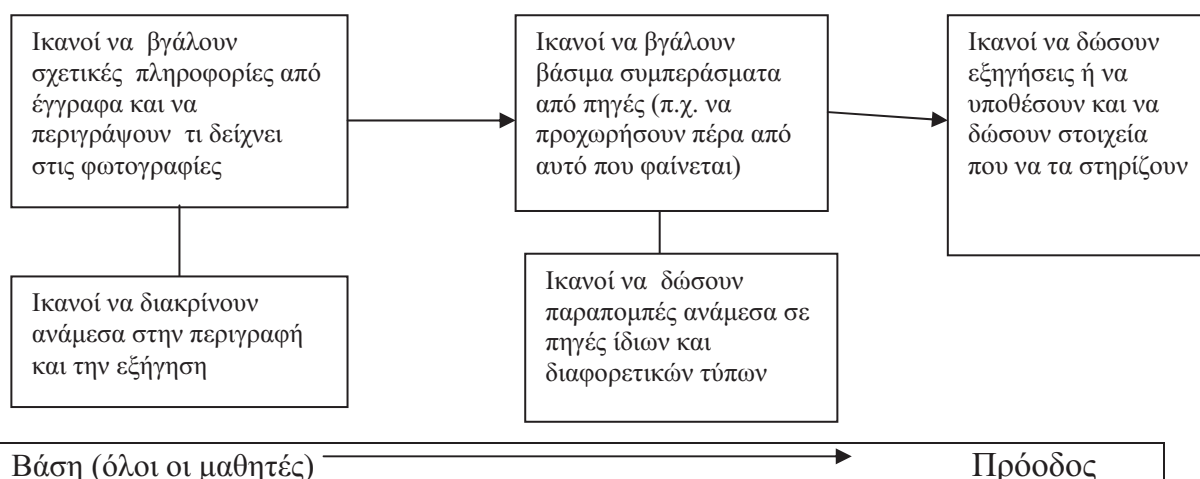 Ικανοί να βγάλουν
σχετικές πληροφορίες από
έγγραφα και να
περιγράψουν τι δείχνει
στις φωτογραφίες
Ικανοί να βγάλουν
βάσιμα συμπεράσματα
από πηγές (π.χ. να
προχωρήσουν πέρα από
αυτό που φαίνεται)
Ικανοί να δώσουν
εξηγήσεις ή να
υποθέσουν και να
δώσουν στοιχεία
που να τα στηρίζουν
Ικανοί να διακρίνουν
ανάμεσα στην περιγραφή
και την εξήγηση
Ικανοί να δώσουν
παραπομπές ανάμεσα σε
πηγές ίδιων και
διαφορετικών τύπων
Βάση (όλοι οι μαθητές) Πρόοδος